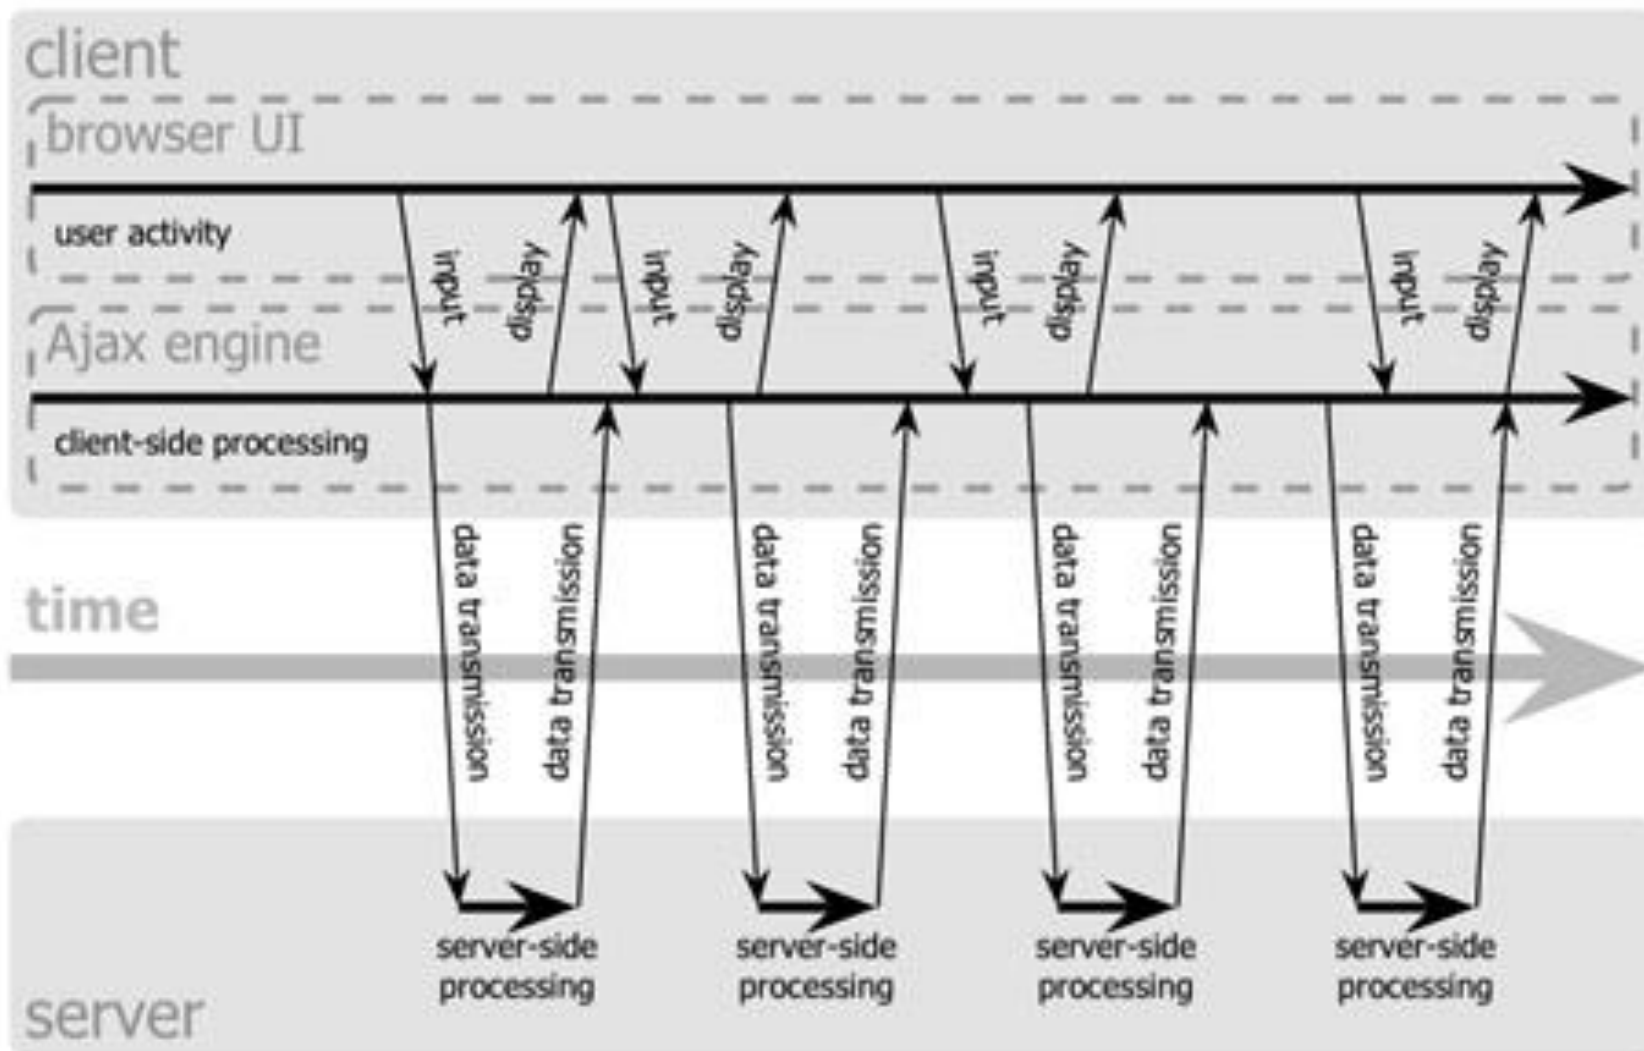 client
browser UI
user activity
input
display
input
display
input
display
input
display
Ajax engine
client-side processing
data transmission
data transmission
data transmission
data transmission
data transmission
data transmission
data transmission
data transmission
time
server-side
processing
server-side
processing
server-side
processing
server-side
processing
server